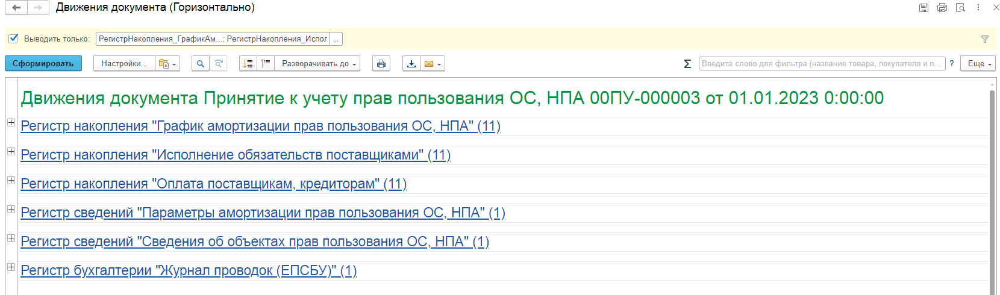 Движения документа (Горизонтально)
Выводить только: РегистрНакопления_ГрафикАм...; РегистрНакопления_Испол ...
Сформировать Настройки... Разворачивать до Σ Введите слово для фильтра (название товара, покупателя и п... ? Еще
Движения документа Принятие к учету прав пользования ОС, НПА 00ПУ-000003 от 01.01.2023 0:00:00
Регистр накопления "График амортизации прав пользования ОС, НПА" (11)
Регистр накопления "Исполнение обязательств поставщиками" (11)
Регистр накопления "Оплата поставщикам, кредиторам" (11)
Регистр сведений "Параметры амортизации прав пользования ОС, НПА" (1)
Регистр сведений "Сведения об объектах прав пользования ОС, НПА" (1)
Регистр бухгалтерии "Журнал проводок (ЕПСБУ)" (1)